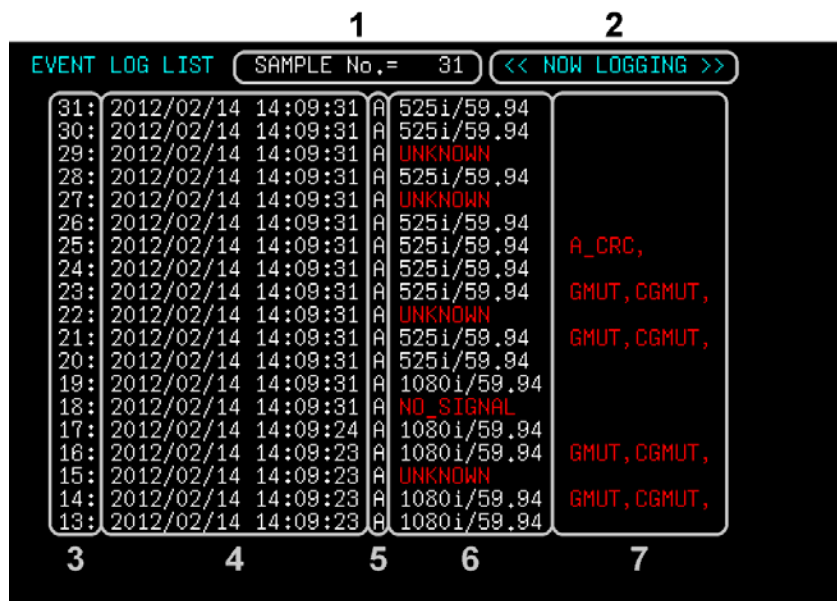 1 2
EVENT LOG LIST SAMPLE No.= 31 << NOW LOGGING >>
31: 2012/02/14 14:09:31 A 525i/59.94
30: 2012/02/14 14:09:31 A 525i/59.94
29: 2012/02/14 14:09:31 A UNKNOWN
28: 2012/02/14 14:09:31 A 525i/59.94
27: 2012/02/14 14:09:31 A UNKNOWN
26: 2012/02/14 14:09:31 A 525i/59.94
25: 2012/02/14 14:09:31 A 525i/59.94 A_CRC,
24: 2012/02/14 14:09:31 A 525i/59.94
23: 2012/02/14 14:09:31 A 525i/59.94 GMUT,CGMUT,
22: 2012/02/14 14:09:31 A UNKNOWN
21: 2012/02/14 14:09:31 A 525i/59.94 GMUT,CGMUT,
20: 2012/02/14 14:09:31 A 525i/59.94
19: 2012/02/14 14:09:31 A 1080i/59.94
18: 2012/02/14 14:09:31 A NO_SIGNAL
17: 2012/02/14 14:09:24 A 1080i/59.94
16: 2012/02/14 14:09:23 A 1080i/59.94 GMUT,CGMUT,
15: 2012/02/14 14:09:23 A UNKNOWN
14: 2012/02/14 14:09:23 A 1080i/59.94 GMUT,CGMUT,
13: 2012/02/14 14:09:23 A 1080i/59.94
3 4 5 6 7